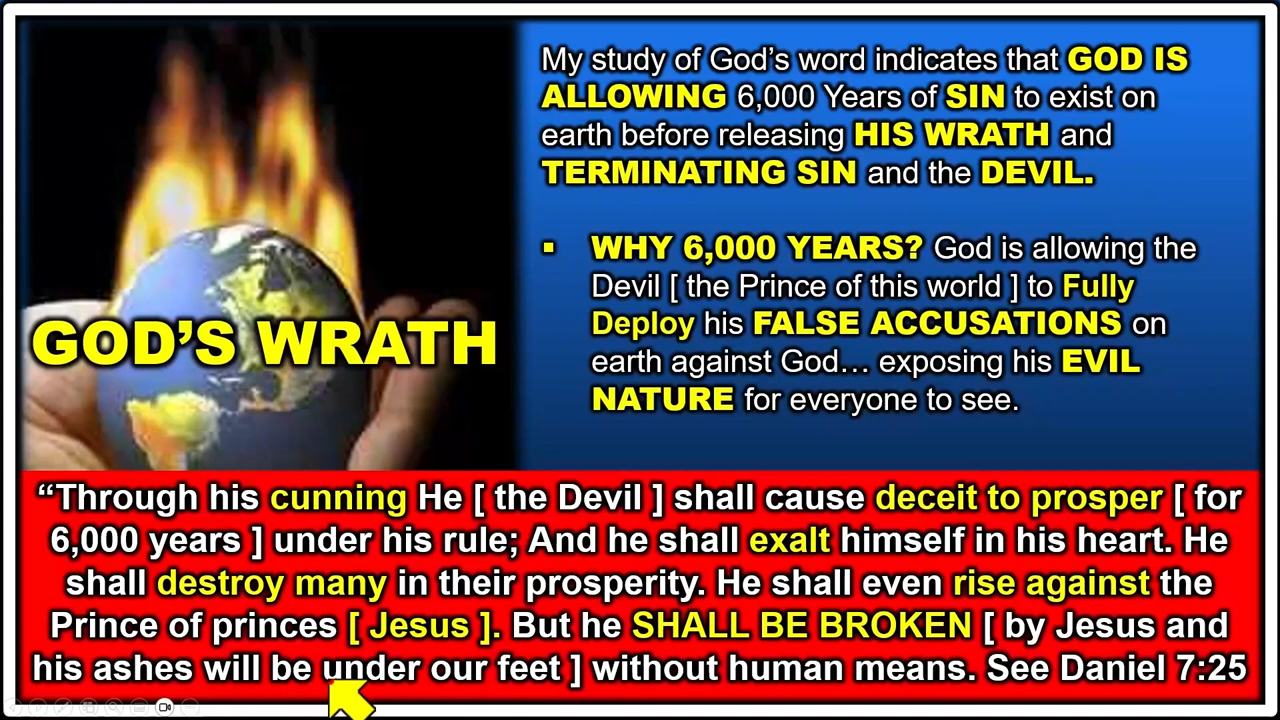 GOD’S WRATH
My study of God’s word indicates that GOD IS
ALLOWING 6,000 Years of SIN to exist on
earth before releasing HIS WRATH and
TERMINATING SIN and the DEVIL.
▪ WHY 6,000 YEARS? God is allowing the
Devil [ the Prince of this world ] to Fully
Deploy his FALSE ACCUSATIONS on
earth against God… exposing his EVIL
NATURE for everyone to see.
“Through his cunning He [ the Devil ] shall cause deceit to prosper [ for
6,000 years ] under his rule; And he shall exalt himself in his heart. He
shall destroy many in their prosperity. He shall even rise against the
Prince of princes [ Jesus ]. But he SHALL BE BROKEN [ by Jesus and
his ashes will be under our feet ] without human means. See Daniel 7:25